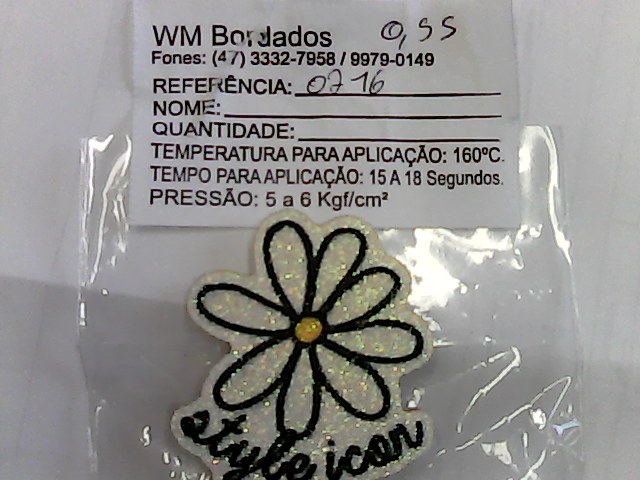 WM Bordados 0,55
Fones: (47) 3332-7958 / 9979-0149
REFERÊNCIA: 0716
NOME:
QUANTIDADE:
TEMPERATURA PARA APLICAÇÃO: 160ºC.
TEMPO PARA APLICAÇÃO: 15 A 18 Segundos.
PRESSÃO: 5 a 6 Kgf/cm²
style icon